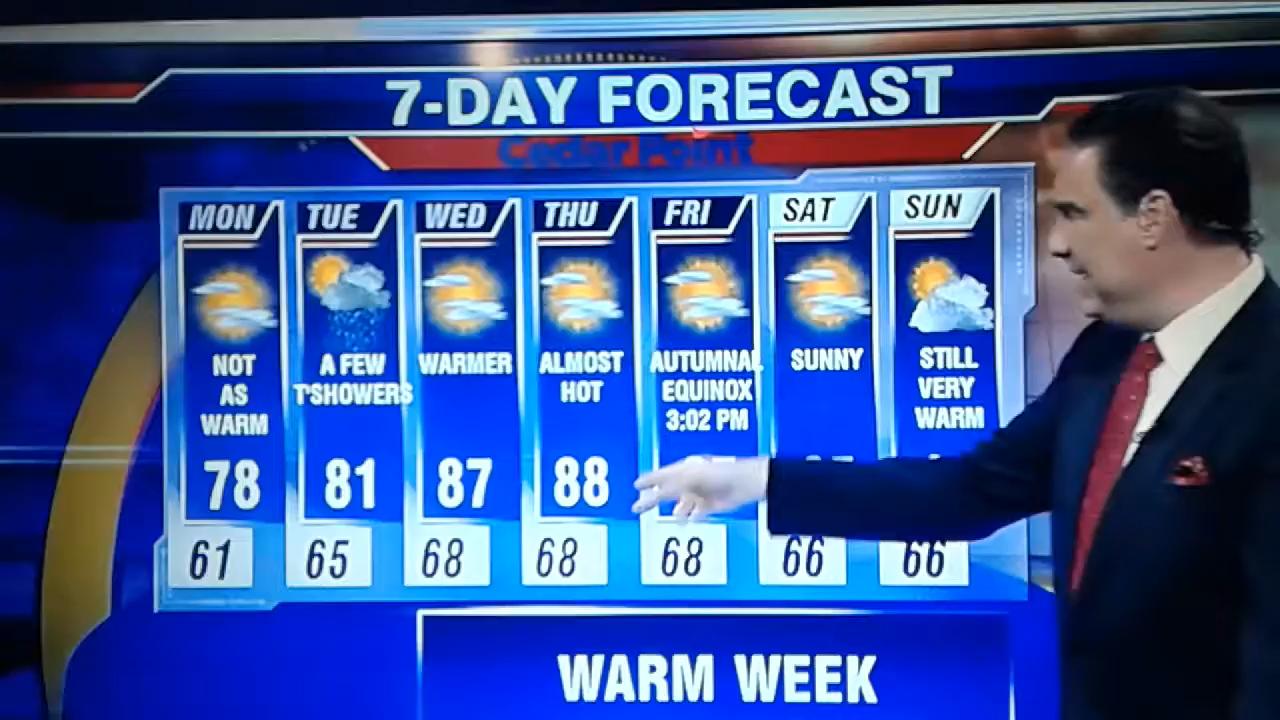 7-DAY FORECAST
Cedar Point
MON TUE WED THU FRI SAT SUN
NOT
AS
WARM
A FEW
T'SHOWERS
WARMER
ALMOST
HOT
AUTUMNAL
EQUINOX
3:02 PM
SUNNY
STILL
VERY
WARM
78 81 87 88
61 65 68 68 68 66 66
WARM WEEK